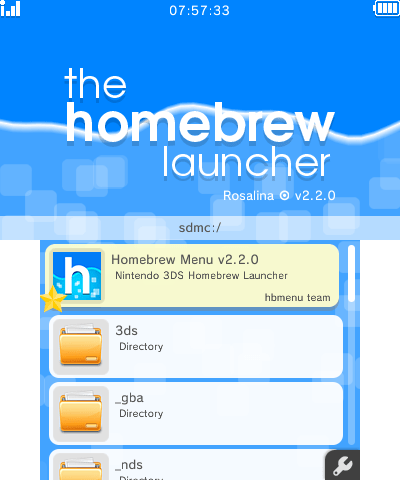 07:57:33
the
homebrew
launcher
Rosalina ⦿ v2.2.0
sdmc:/
h
Homebrew Menu v2.2.0
Nintendo 3DS Homebrew Launcher
hbmenu team
3ds
Directory
_gba
Directory
_nds
Directory